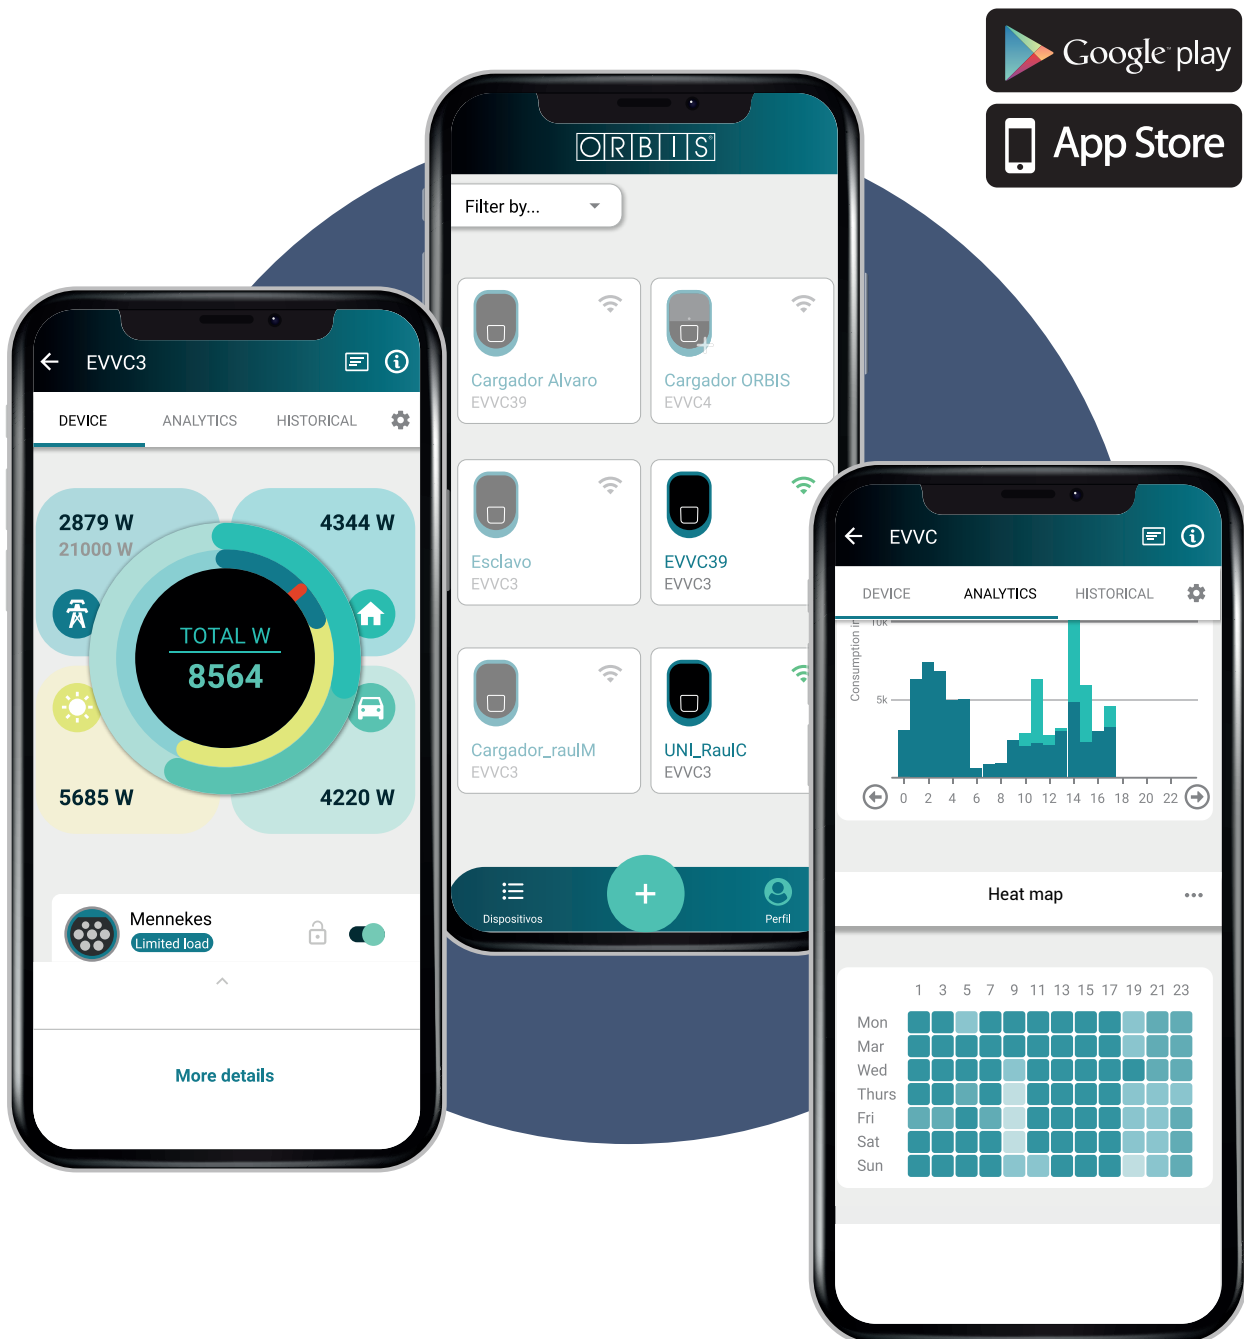 Google play
App Store
ORBIS
Filter by...
Cargador Alvaro
EVVC39
Cargador ORBIS
EVVC4
Esclavo
EVVC3
EVVC39
EVVC3
Cargador_raulM
EVVC3
UNI_RaulC
EVVC3
Dispositivos
Perfil
EVVC3
DEVICE ANALYTICS HISTORICAL
2879 W
21000 W
4344 W
TOTAL W
8564
5685 W
4220 W
Mennekes
Limited load
More details
EVVC
DEVICE ANALYTICS HISTORICAL
Consumption in
10k
5k
0 2 4 6 8 10 12 14 16 18 20 22
Heat map
1 3 5 7 9 11 13 15 17 19 21 23
Mon
Mar
Wed
Thurs
Fri
Sat
Sun